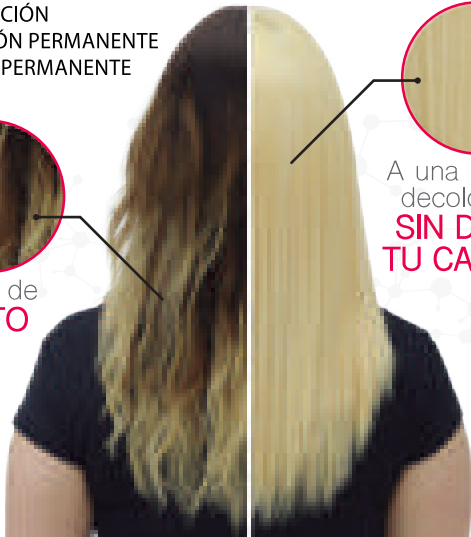 CIÓN
ÓN PERMANENTE
PERMANENTE
de
TO
A una
decolo
SIN D
TU CA